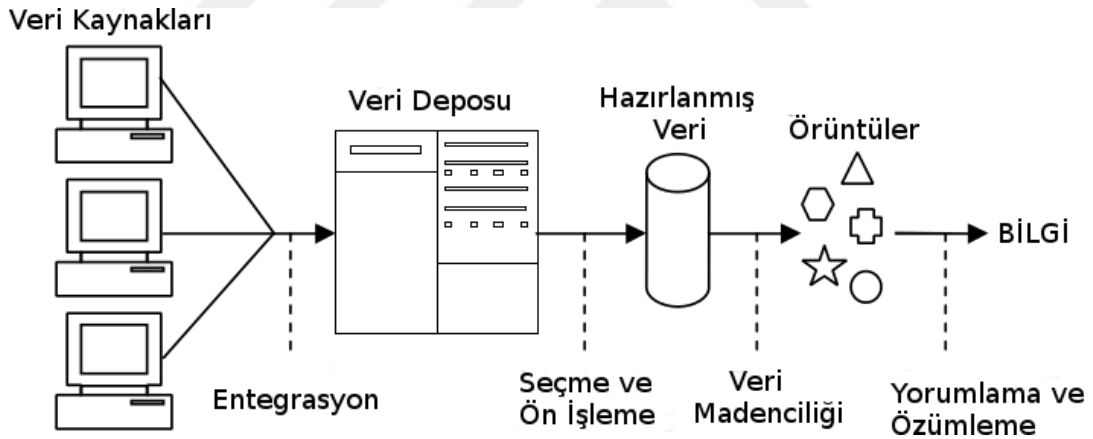 Veri Kaynakları
Veri Deposu
Hazırlanmış
Veri
Örüntüler
BİLGİ
Entegrasyon
Seçme ve
Ön İşleme
Veri
Madenciliği
Yorumlama ve
Özümleme